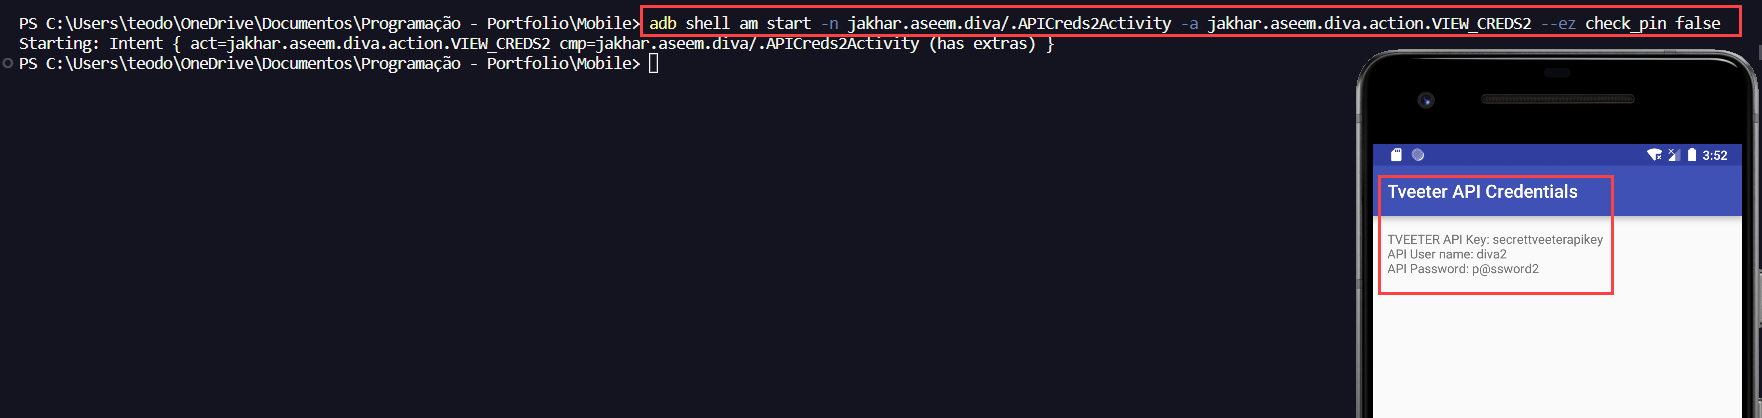 PS C:\Users\teodo\OneDrive\Documentos\Programação - Portfolio\Mobile> adb shell am start -n jakhar.aseem.diva/.APICreds2Activity -a jakhar.aseem.diva.action.VIEW_CREDS2 --ez check_pin false
Starting: Intent { act=jakhar.aseem.diva.action.VIEW_CREDS2 cmp=jakhar.aseem.diva/.APICreds2Activity (has extras) }
PS C:\Users\teodo\OneDrive\Documentos\Programação - Portfolio\Mobile>
3:52
Tveeter API Credentials
TVEETER API Key: secrettveeterapikey
API User name: diva2
API Password: p@ssword2